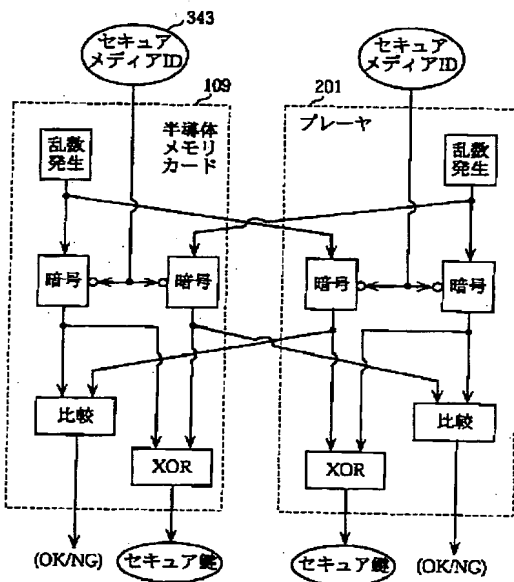 343
セキュア
メディアID
セキュア
メディアID
109
半導体
メモリ
カード
乱数
発生
201
プレーヤ
乱数
発生
暗号
暗号
暗号
暗号
比較
XOR
XOR
比較
(OK/NG)
セキュア鍵
セキュア鍵
(OK/NG)